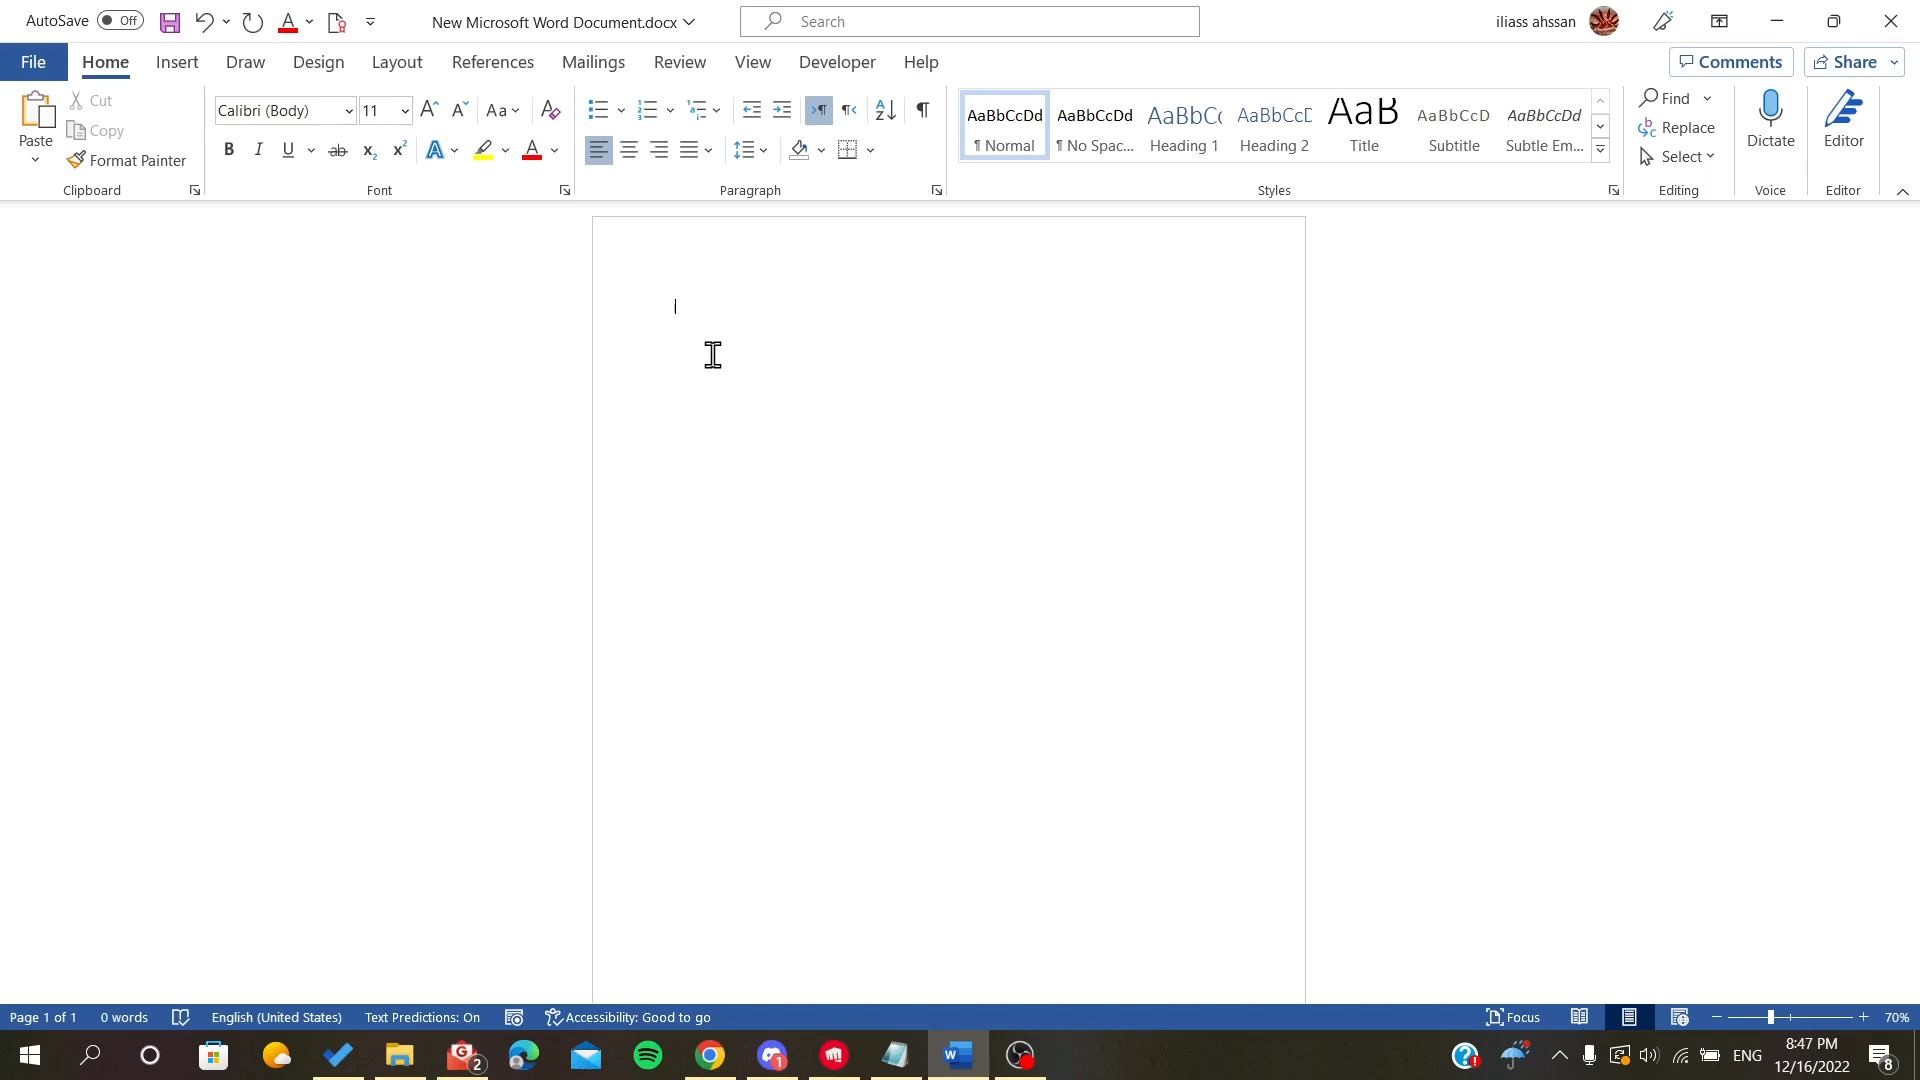 AutoSave Off New Microsoft Word Document.docx Search iliass ahssan
File Home Insert Draw Design Layout References Mailings Review View Developer Help Comments Share
Paste
Cut
Copy
Format Painter
Clipboard
Calibri (Body) 11
Font
Paragraph
AaBbCcDd AaBbCcDd AaBbCc AaBbCcD AaB AaBbCcD AaBbCcDd
¶ Normal ¶ No Spac... Heading 1 Heading 2 Title Subtitle Subtle Em...
Styles
Find
Replace
Select
Editing
Dictate
Voice
Editor
Editor
Page 1 of 1 0 words English (United States) Text Predictions: On Accessibility: Good to go Focus 70%
2 1 ENG 8:47 PM
12/16/2022 8